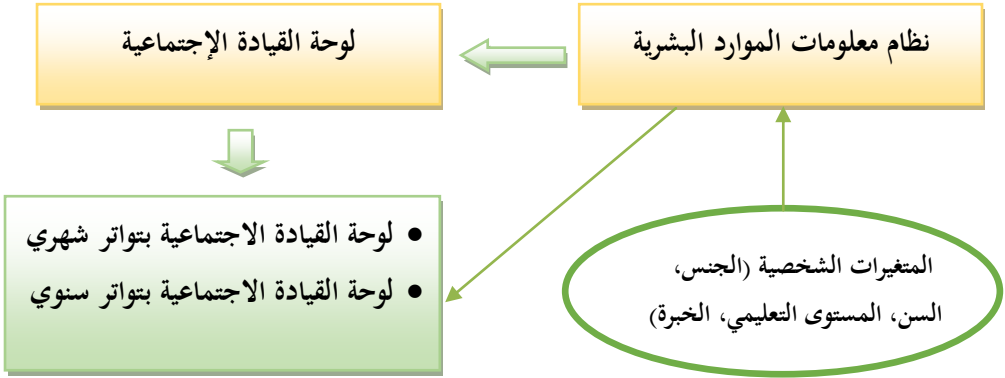 نظام معلومات الموارد البشرية
لوحة القيادة الإجتماعية
• لوحة القيادة الاجتماعية بتواتر شهري
• لوحة القيادة الاجتماعية بتواتر سنوي
المتغيرات الشخصية (الجنس،
السن، المستوى التعليمي، الخبرة)